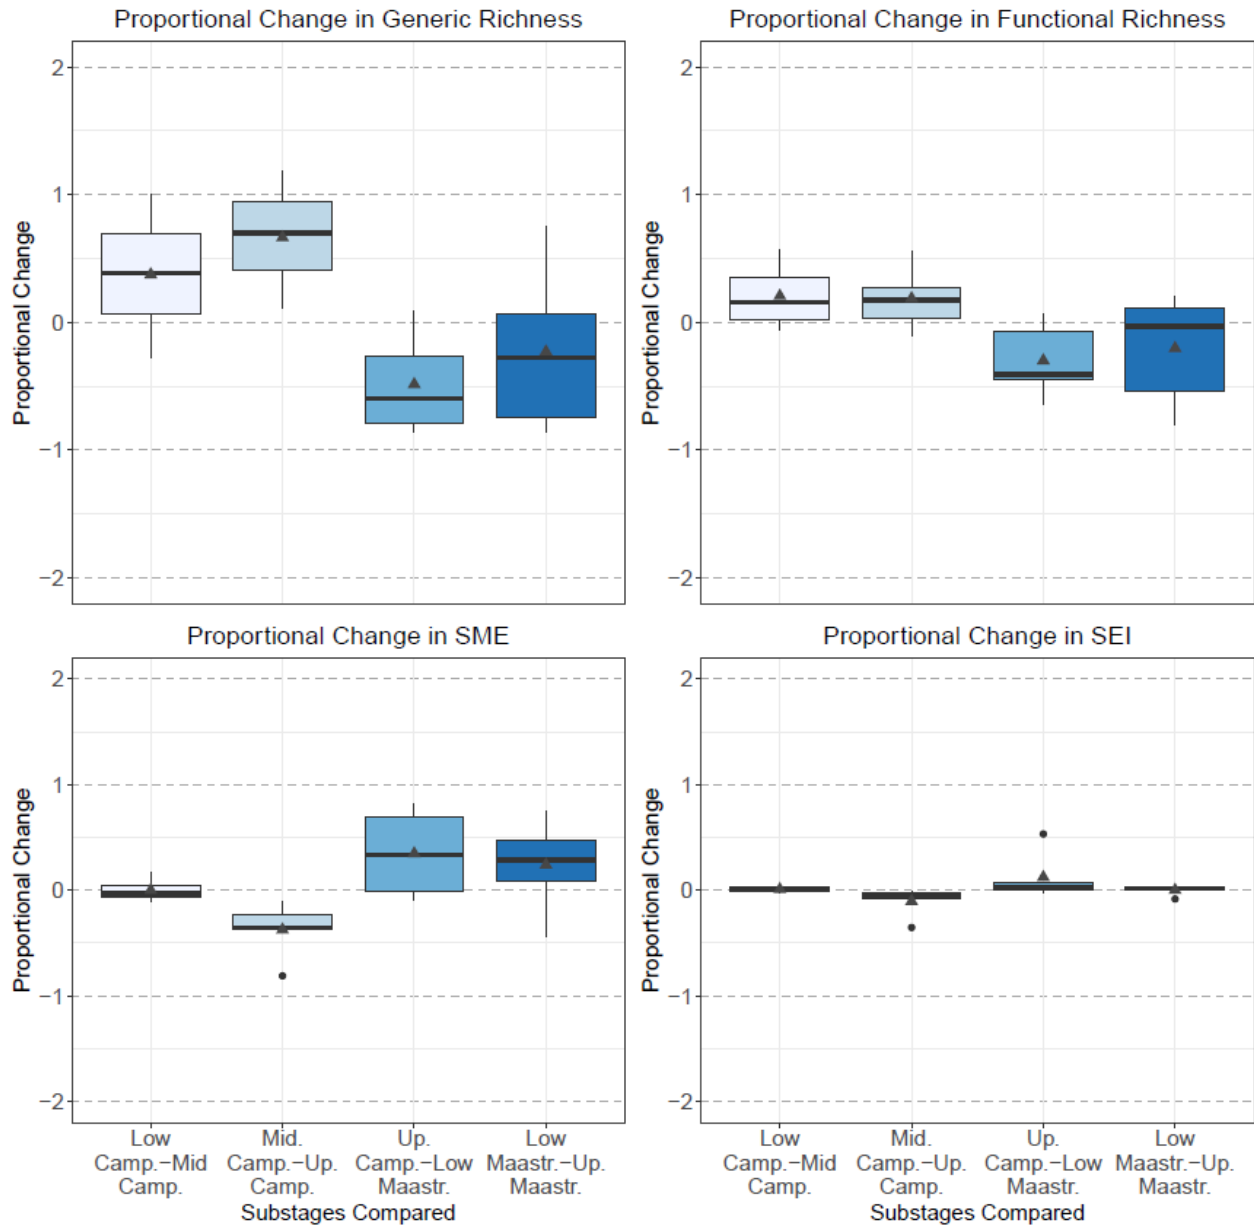 Proportional Change in Generic Richness
Proportional Change
2
1
0
−1
−2
Proportional Change in Functional Richness
Proportional Change
2
1
0
−1
−2
Proportional Change in SME
Proportional Change
2
1
0
−1
−2
Low
Camp.−Mid
Camp.
Mid.
Camp.−Up.
Camp.
Up.
Camp.−Low
Maastr.
Low
Maastr.−Up.
Maastr.
Substages Compared
Proportional Change in SEI
Proportional Change
2
1
0
−1
−2
Low
Camp.−Mid
Camp.
Mid.
Camp.−Up.
Camp.
Up.
Camp.−Low
Maastr.
Low
Maastr.−Up.
Maastr.
Substages Compared